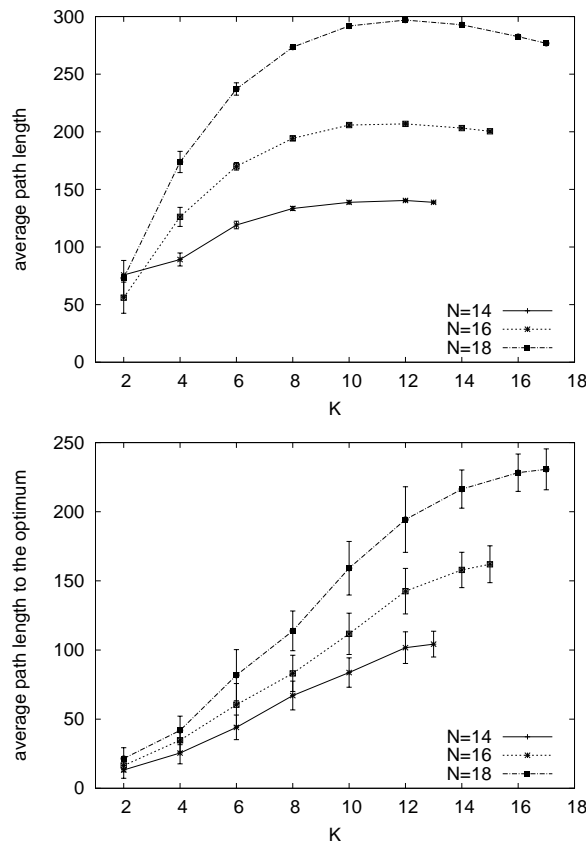 average path length
300
250
200
150
100
50
0
N=14
N=16
N=18
2 4 6 8 10 12 14 16 18
K
average path length to the optimum
250
200
150
100
50
0
N=14
N=16
N=18
2 4 6 8 10 12 14 16 18
K